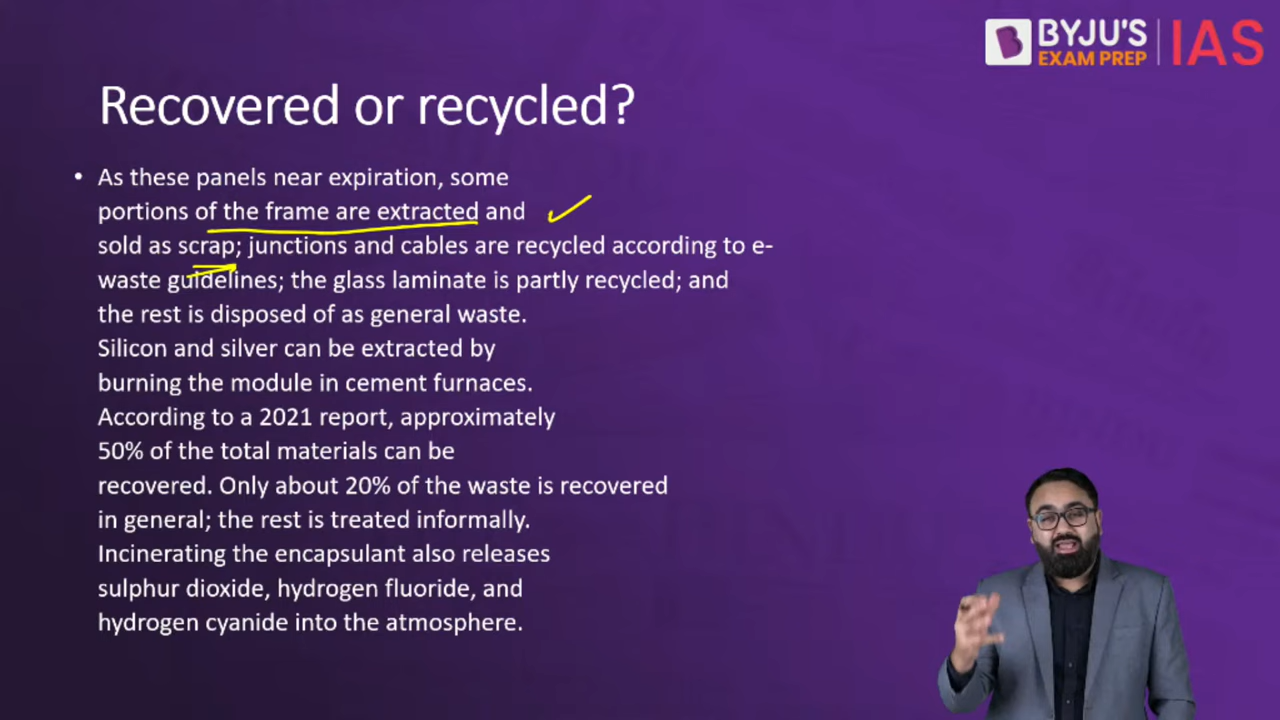 BYJU'S
EXAM PREP
IAS
Recovered or recycled?
• As these panels near expiration, some
portions of the frame are extracted and
sold as scrap; junctions and cables are recycled according to e-
waste guidelines; the glass laminate is partly recycled; and
the rest is disposed of as general waste.
Silicon and silver can be extracted by
burning the module in cement furnaces.
According to a 2021 report, approximately
50% of the total materials can be
recovered. Only about 20% of the waste is recovered
in general; the rest is treated informally.
Incinerating the encapsulant also releases
sulphur dioxide, hydrogen fluoride, and
hydrogen cyanide into the atmosphere.